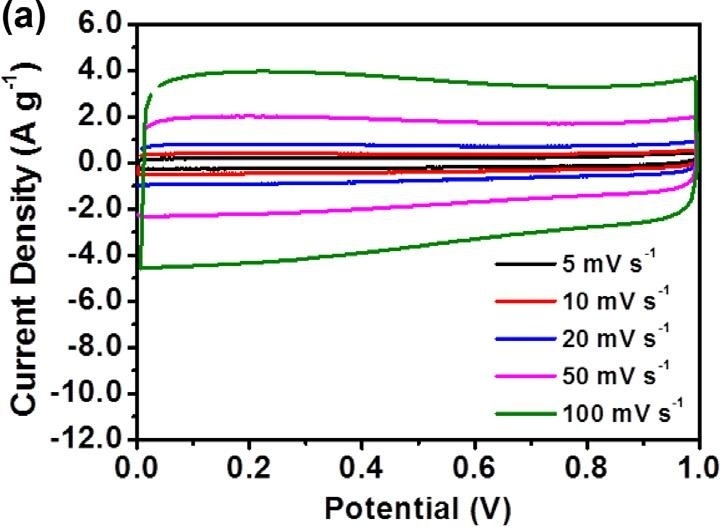 (a)
Current Density (A g⁻¹)
6.0
4.0
2.0
0.0
-2.0
-4.0
-6.0
-8.0
-10.0
-12.0
5 mV s⁻¹
10 mV s⁻¹
20 mV s⁻¹
50 mV s⁻¹
100 mV s⁻¹
0.0 0.2 0.4 0.6 0.8 1.0
Potential (V)